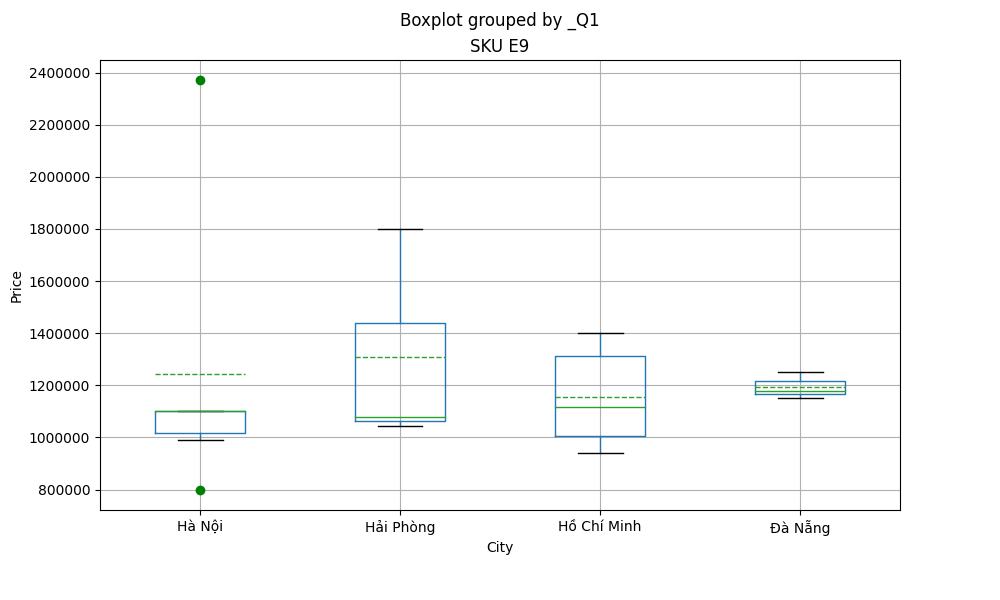 Boxplot grouped by _Q1
SKU E9
2400000
2200000
2000000
1800000
1600000
1400000
1200000
1000000
800000
Price
Hà Nội
Hải Phòng
Hồ Chí Minh
Đà Nẵng
City